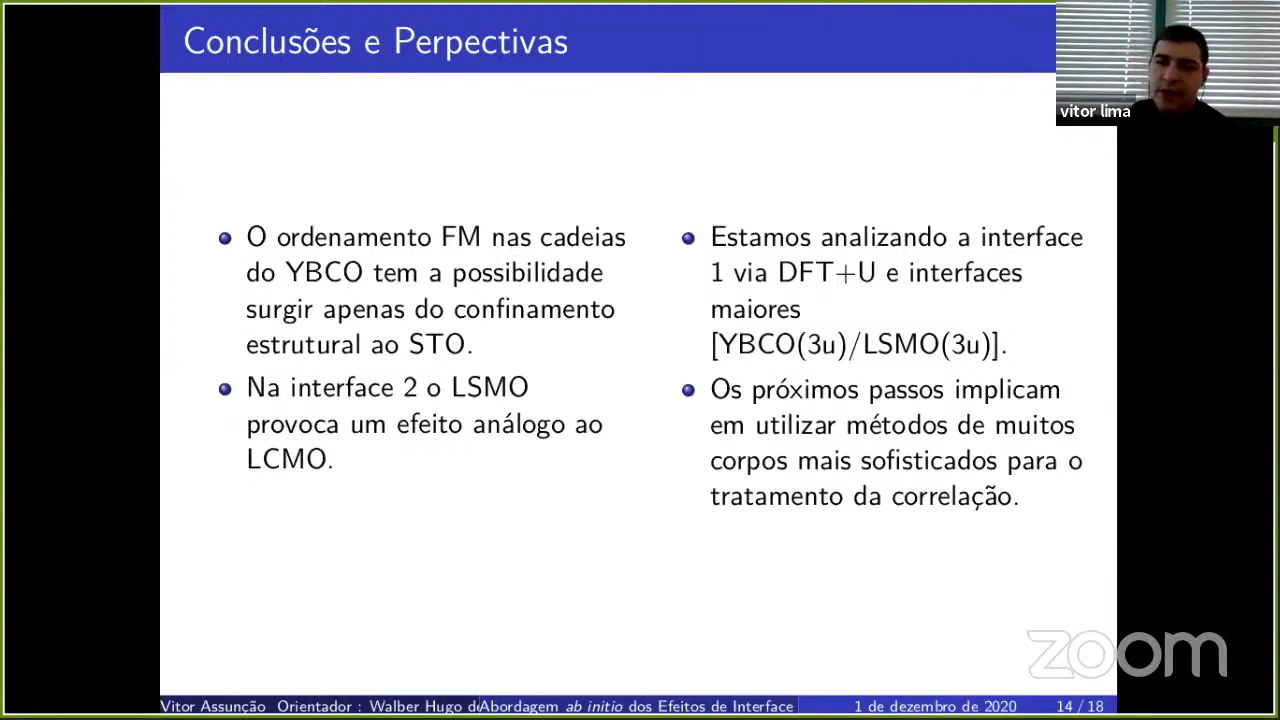 Conclusões e Perpectivas
vitor lima
O ordenamento FM nas cadeias
do YBCO tem a possibilidade
surgir apenas do confinamento
estrutural ao STO.
Na interface 2 o LSMO
provoca um efeito análogo ao
LCMO.
Estamos analizando a interface
1 via DFT+U e interfaces
maiores
[YBCO(3u)/LSMO(3u)].
Os próximos passos implicam
em utilizar métodos de muitos
corpos mais sofisticados para o
tratamento da correlação.
zoom
Vitor Assunção Orientador : Walber Hugo de Abordagem ab initio dos Efeitos de Interface 1 de dezembro de 2020 14 / 18